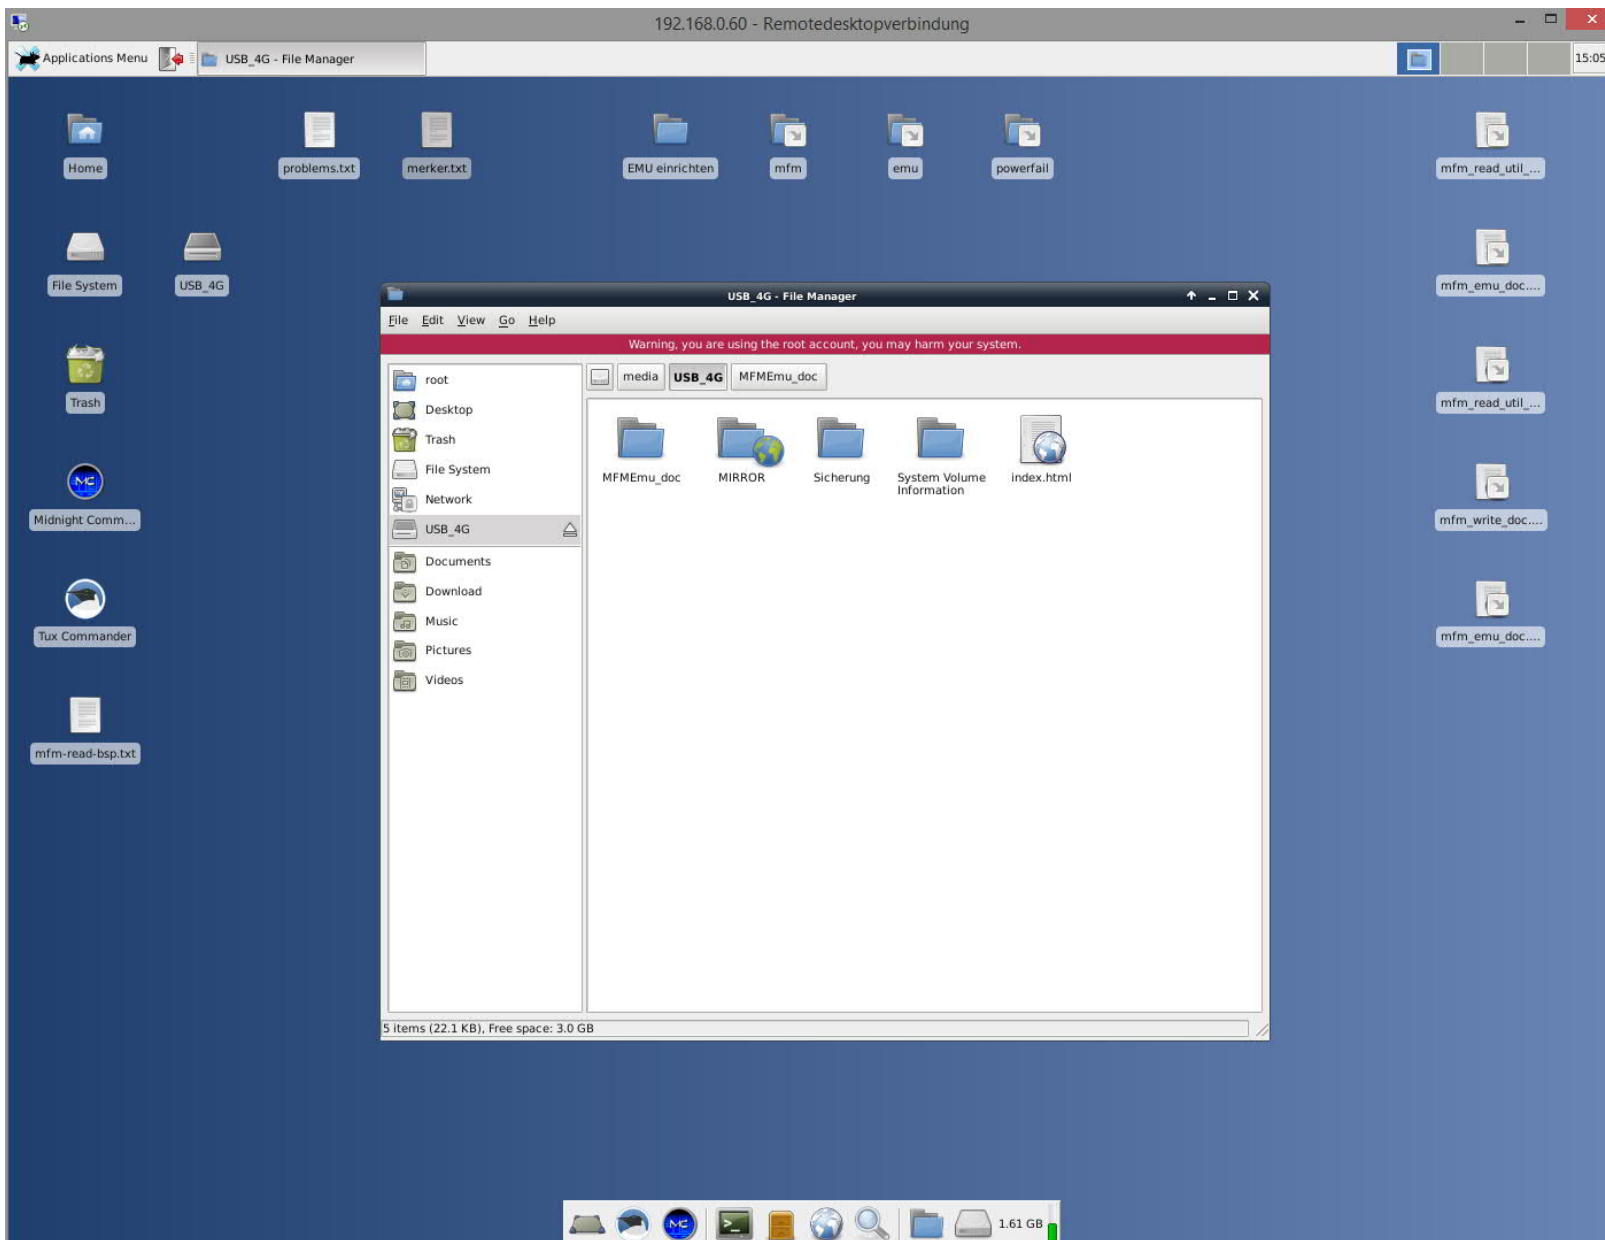 192.168.0.60 - Remotedesktopverbindung
Applications Menu
USB_4G - File Manager
15:05
Home
problems.txt
merker.txt
EMU einrichten
mfm
emu
powerfail
mfm_read_util_...
File System
USB_4G
mfm_emu_doc....
Trash
mfm_read_util_...
MC
Midnight Comm...
mfm_write_doc....
Tux Commander
mfm_emu_doc....
mfm-read-bsp.txt
USB_4G - File Manager
File Edit View Go Help
Warning, you are using the root account, you may harm your system.
root
Desktop
Trash
File System
Network
USB_4G
Documents
Download
Music
Pictures
Videos
media USB_4G MFMEmu_doc
MFMEmu_doc
MIRROR
Sicherung
System Volume
Information
index.html
5 items (22.1 KB), Free space: 3.0 GB
MC
1.61 GB